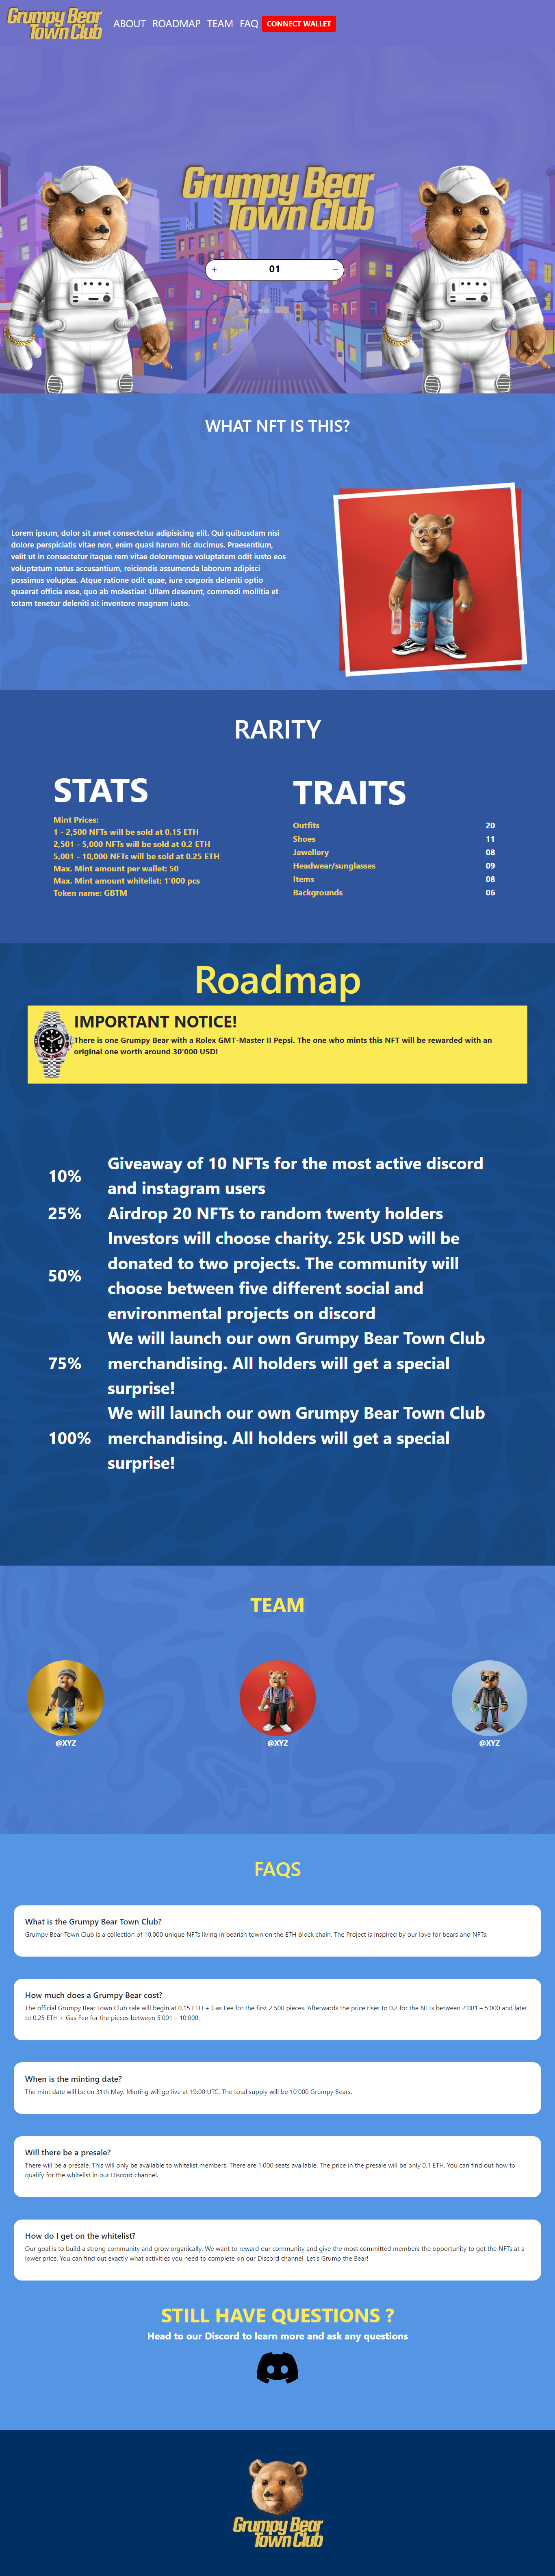 Grumpy Bear
Town Club
ABOUT ROADMAP TEAM FAQ CONNECT WALLET
Grumpy Bear
Town Club
+ 01 −
WHAT NFT IS THIS?
Lorem ipsum, dolor sit amet consectetur adipisicing elit. Qui quibusdam nisi
dolore perspiciatis vitae non, enim quasi harum hic ducimus. Praesentium,
velit ut in consectetur itaque rem vitae doloremque voluptatem odit iusto eos
voluptatum natus accusantium, reiciendis assumenda laborum adipisci
possimus voluptas. Atque ratione odit quae, iure corporis deleniti optio
quaerat officia esse, quo ab molestiae! Ullam deserunt, commodi mollitia et
totam tenetur deleniti sit inventore magnam iusto.
RARITY
STATS
Mint Prices:
1 - 2,500 NFTs will be sold at 0.15 ETH
2,501 - 5,000 NFTs will be sold at 0.2 ETH
5,001 - 10,000 NFTs will be sold at 0.25 ETH
Max. Mint amount per wallet: 50
Max. Mint amount whitelist: 1'000 pcs
Token name: GBTM
TRAITS
Outfits 20
Shoes 11
Jewellery 08
Headwear/sunglasses 09
Items 08
Backgrounds 06
Roadmap
IMPORTANT NOTICE!
There is one Grumpy Bear with a Rolex GMT-Master II Pepsi. The one who mints this NFT will be rewarded with an
original one worth around 30'000 USD!
10% Giveaway of 10 NFTs for the most active discord
and instagram users
25% Airdrop 20 NFTs to random twenty holders
50% Investors will choose charity. 25k USD will be
donated to two projects. The community will
choose between five different social and
environmental projects on discord
75% We will launch our own Grumpy Bear Town Club
merchandising. All holders will get a special
surprise!
100% We will launch our own Grumpy Bear Town Club
merchandising. All holders will get a special
surprise!
TEAM
@XYZ @XYZ @XYZ
FAQS
What is the Grumpy Bear Town Club?
Grumpy Bear Town Club is a collection of 10,000 unique NFTs living in bearish town on the ETH block chain. The Project is inspired by our love for bears and NFTs.
How much does a Grumpy Bear cost?
The official Grumpy Bear Town Club sale will begin at 0.15 ETH + Gas Fee for the first 2'500 pieces. Afterwards the price rises to 0.2 for the NFTs between 2'001 – 5'000 and later
to 0.25 ETH + Gas Fee for the pieces between 5'001 – 10'000.
When is the minting date?
The mint date will be on 31th May. Minting will go live at 19:00 UTC. The total supply will be 10'000 Grumpy Bears.
Will there be a presale?
There will be a presale. This will only be available to whitelist members. There are 1,000 seats available. The price in the presale will be only 0.1 ETH. You can find out how to
qualify for the whitelist in our Discord channel.
How do I get on the whitelist?
Our goal is to build a strong community and grow organically. We want to reward our community and give the most committed members the opportunity to get the NFTs at a
lower price. You can find out exactly what activities you need to complete on our Discord channel. Let's Grump the Bear!
STILL HAVE QUESTIONS ?
Head to our Discord to learn more and ask any questions
Grumpy Bear
Town Club